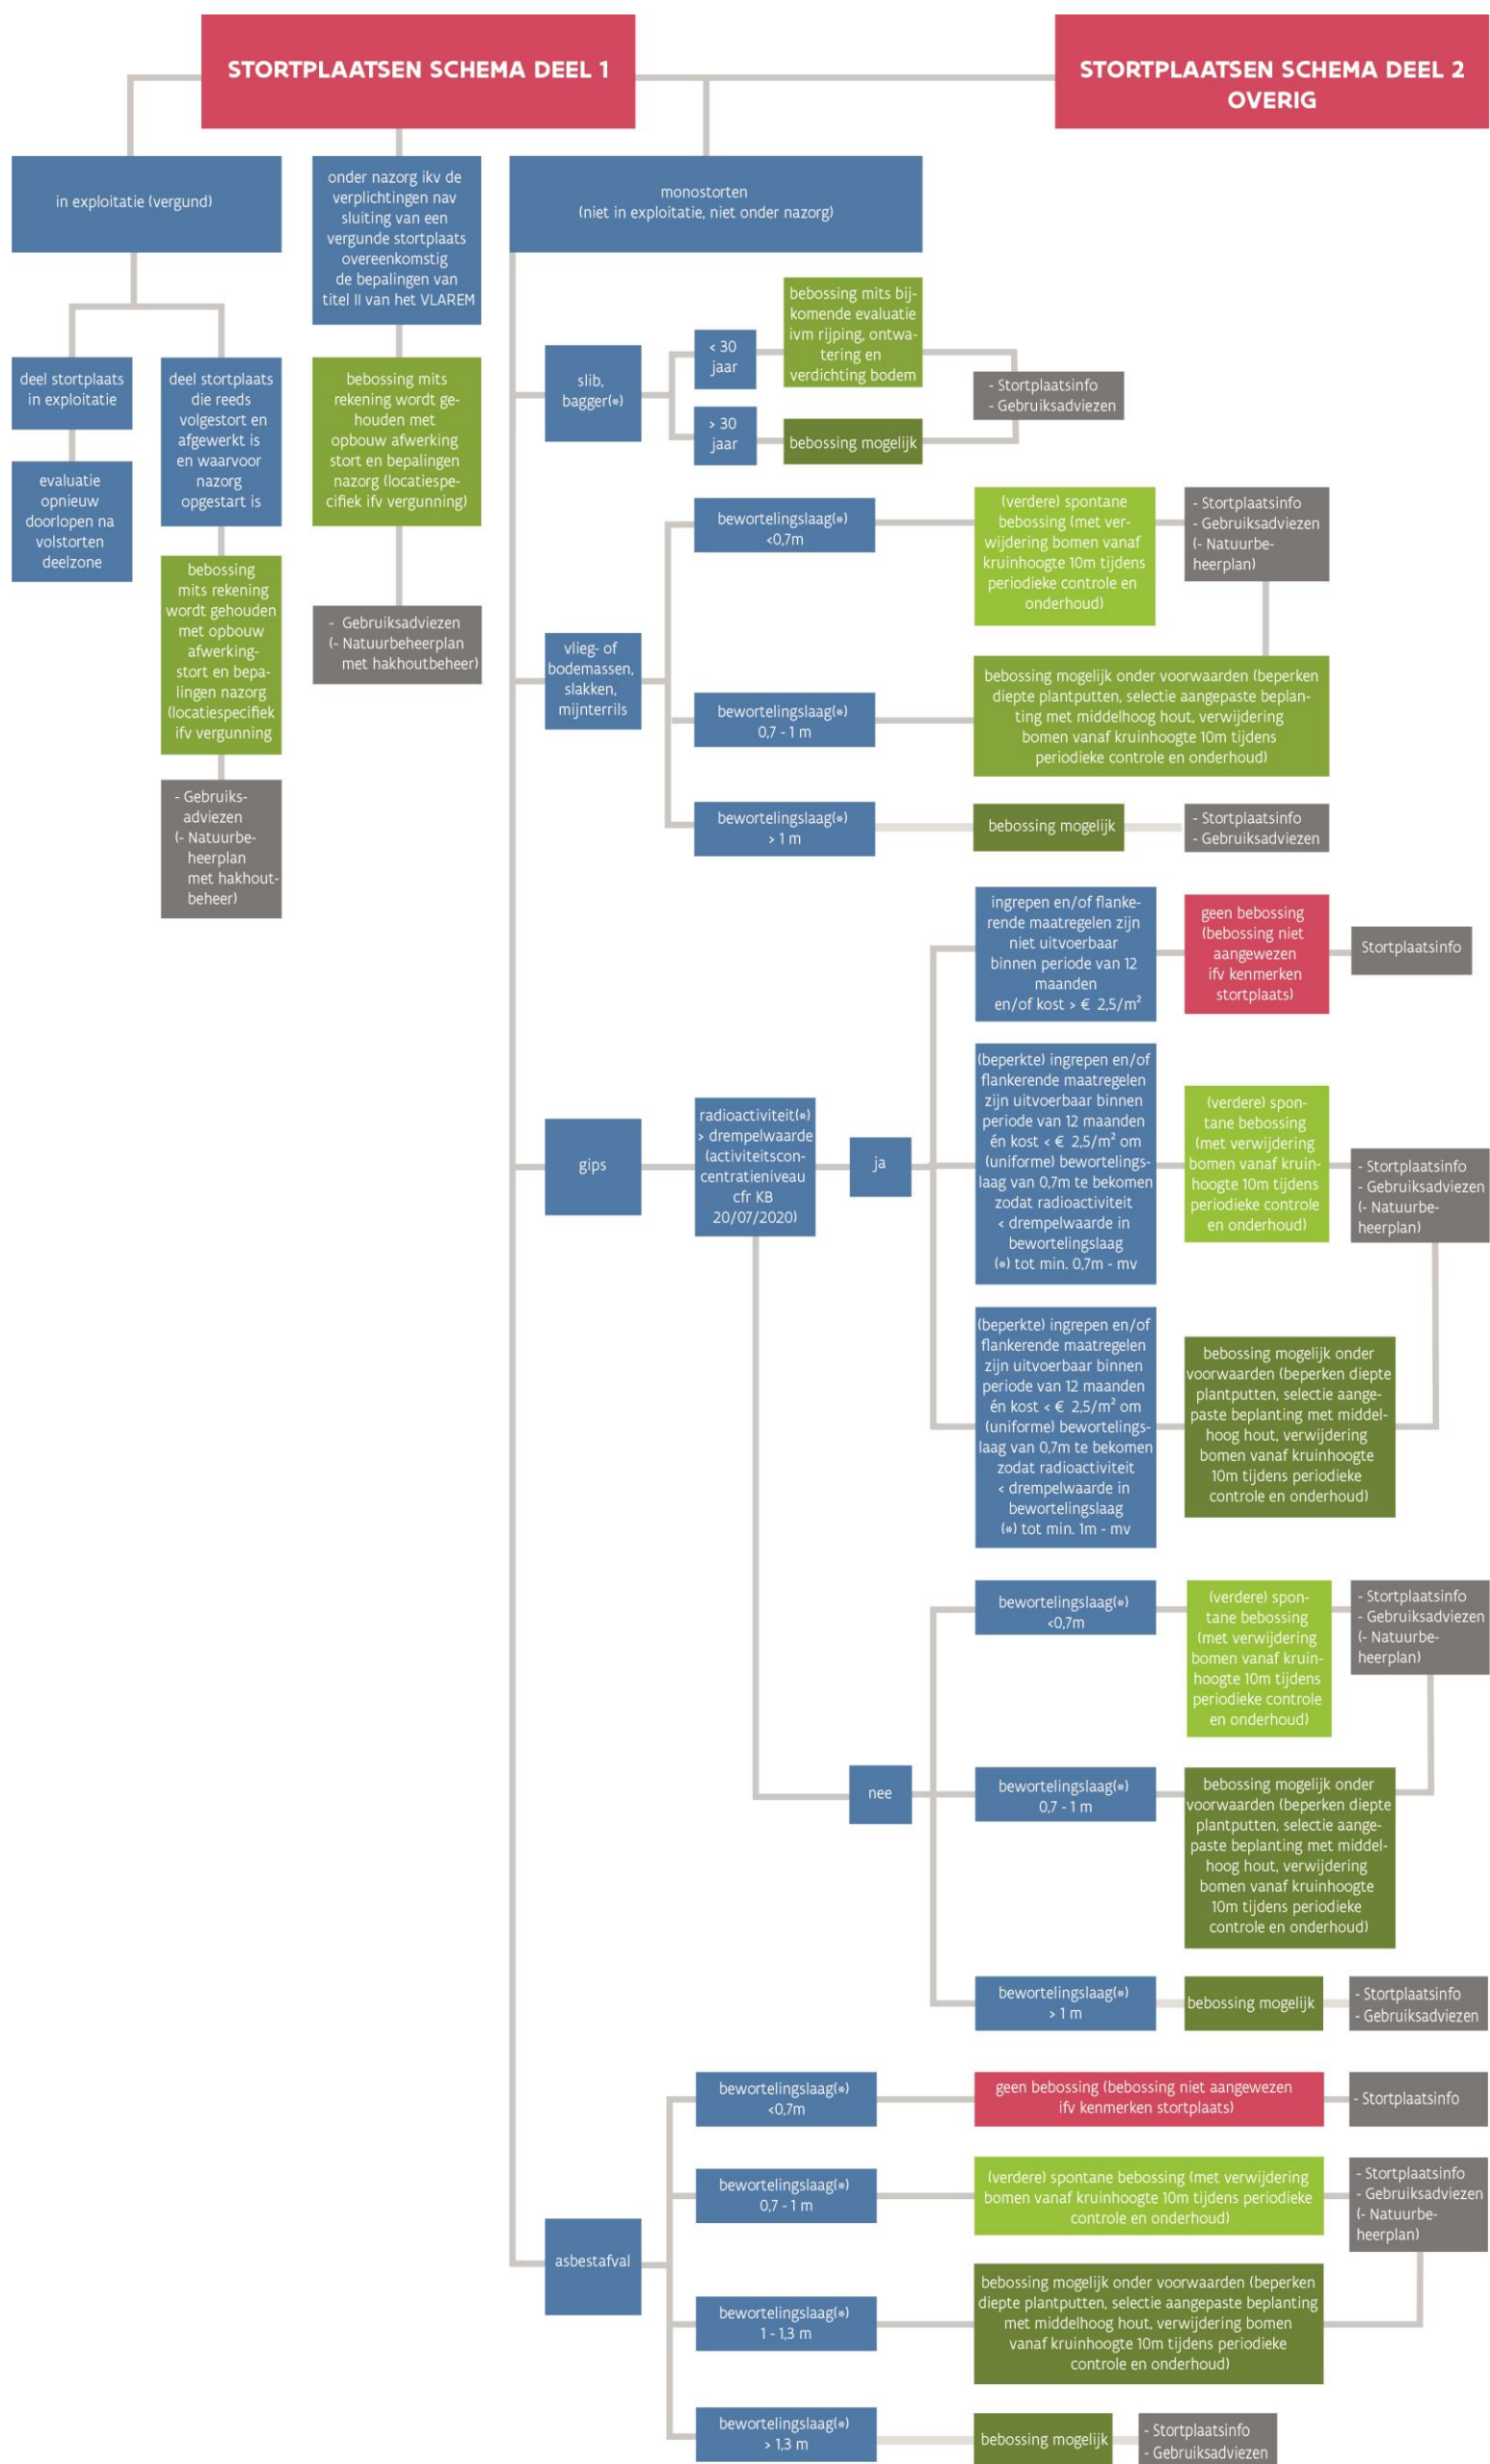 STORTPLAATSEN SCHEMA DEEL 1
STORTPLAATSEN SCHEMA DEEL 2
OVERIG
in exploitatie (vergund)
deel stortplaats
in exploitatie
evaluatie
opnieuw
doorlopen na
volstorten
deelzone
deel stortplaats
die reeds
volgestort en
afgewerkt is
en waarvoor
nazorg
opgestart is
bebossing
mits rekening
wordt gehouden
met opbouw
afwerking-
stort en bepa-
lingen nazorg
(locatiespecifiek
ifv vergunning
- Gebruiks-
adviezen
(- Natuurbe-
heerplan
met hakhout-
beheer)
onder nazorg ikv de
verplichtingen nav
sluiting van een
vergunde stortplaats
overeenkomstig
de bepalingen van
titel II van het VLAREM
bebossing mits
rekening wordt ge-
houden met
opbouw afwerking
stort en bepalingen
nazorg (locatiespe-
cifiek ifv vergunning)
- Gebruiksadviezen
(- Natuurbeheerplan
met hakhoutbeheer)
monostorten
(niet in exploitatie, niet onder nazorg)
slib,
bagger(*)
< 30
jaar
bebossing mits bij-
komende evaluatie
ivm rijping, ontwa-
tering en
verdichting bodem
> 30
jaar
bebossing mogelijk
- Stortplaatsinfo
- Gebruiksadviezen
vlieg- of
bodemassen,
slakken,
mijnterrils
bewortelingslaag(*)
<0,7m
(verdere) spontane
bebossing (met ver-
wijdering bomen vanaf
kruinhoogte 10m tijdens
periodieke controle en
onderhoud)
- Stortplaatsinfo
- Gebruiksadviezen
(- Natuurbe-
heerplan)
bewortelingslaag(*)
0,7 - 1 m
bebossing mogelijk onder voorwaarden (beperken
diepte plantputten, selectie aangepaste beplan-
ting met middelhoog hout, verwijdering
bomen vanaf kruinhoogte 10m tijdens
periodieke controle en onderhoud)
bewortelingslaag(*)
> 1 m
bebossing mogelijk
- Stortplaatsinfo
- Gebruiksadviezen
gips
radioactiviteit(*)
> drempelwaarde
(activiteitscon-
centratieniveau
cfr KB
20/07/2020)
ja
ingrepen en/of flanke-
rende maatregelen zijn
niet uitvoerbaar
binnen periode van 12
maanden
en/of kost > € 2,5/m²
geen bebossing
(bebossing niet
aangewezen
ifv kenmerken
stortplaats)
Stortplaatsinfo
(beperkte) ingrepen en/of
flankerende maatregelen
zijn uitvoerbaar binnen
periode van 12 maanden
én kost < € 2,5/m² om
(uniforme) bewortelings-
laag van 0,7m te bekomen
zodat radioactiviteit
< drempelwaarde in
bewortelingslaag
(*) tot min. 0,7m - mv
(verdere) spon-
tane bebossing
(met verwijdering
bomen vanaf kruin-
hoogte 10m tijdens
periodieke controle
en onderhoud)
- Stortplaatsinfo
- Gebruiksadviezen
(- Natuurbe-
heerplan)
(beperkte) ingrepen en/of
flankerende maatregelen
zijn uitvoerbaar binnen
periode van 12 maanden
én kost < € 2,5/m² om
(uniforme) bewortelings-
laag van 0,7m te bekomen
zodat radioactiviteit
< drempelwaarde in
bewortelingslaag
(*) tot min. 1m - mv
bebossing mogelijk onder
voorwaarden (beperken diepte
plantputten, selectie aange-
paste beplanting met middel-
hoog hout, verwijdering
bomen vanaf kruinhoogte
10m tijdens periodieke
controle en onderhoud)
nee
bewortelingslaag(*)
<0,7m
(verdere) spon-
tane bebossing
(met verwijdering
bomen vanaf kruin-
hoogte 10m tijdens
periodieke controle
en onderhoud)
- Stortplaatsinfo
- Gebruiksadviezen
(- Natuurbe-
heerplan)
bewortelingslaag(*)
0,7 - 1 m
bebossing mogelijk onder
voorwaarden (beperken diepte
plantputten, selectie aange-
paste beplanting met middel-
hoog hout, verwijdering
bomen vanaf kruinhoogte
10m tijdens periodieke
controle en onderhoud)
bewortelingslaag(*)
> 1 m
bebossing mogelijk
- Stortplaatsinfo
- Gebruiksadviezen
asbestafval
bewortelingslaag(*)
<0,7m
geen bebossing (bebossing niet aangewezen
ifv kenmerken stortplaats)
- Stortplaatsinfo
bewortelingslaag(*)
0,7 - 1 m
(verdere) spontane bebossing (met verwijdering
bomen vanaf kruinhoogte 10m tijdens periodieke
controle en onderhoud)
- Stortplaatsinfo
- Gebruiksadviezen
(- Natuurbe-
heerplan)
bewortelingslaag(*)
1 - 1,3 m
bebossing mogelijk onder voorwaarden (beperken
diepte plantputten, selectie aangepaste beplanting
met middelhoog hout, verwijdering bomen
vanaf kruinhoogte 10m tijdens periodieke
controle en onderhoud)
bewortelingslaag(*)
> 1,3 m
bebossing mogelijk
- Stortplaatsinfo
- Gebruiksadviezen